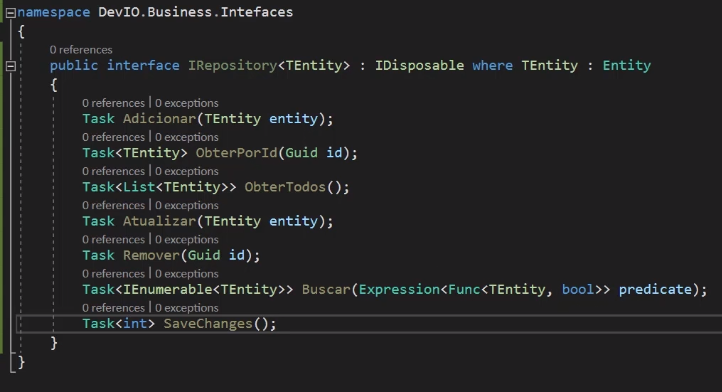 namespace DevIO.Business.Intefaces
{
0 references
public interface IRepository<TEntity> : IDisposable where TEntity : Entity
{
0 references | 0 exceptions
Task Adicionar(TEntity entity);
0 references | 0 exceptions
Task<TEntity> ObterPorId(Guid id);
0 references | 0 exceptions
Task<List<TEntity>> ObterTodos();
0 references | 0 exceptions
Task Atualizar(TEntity entity);
0 references | 0 exceptions
Task Remover(Guid id);
0 references | 0 exceptions
Task<IEnumerable<TEntity>> Buscar(Expression<Func<TEntity, bool>> predicate);
0 references | 0 exceptions
Task<int> SaveChanges();
}
}